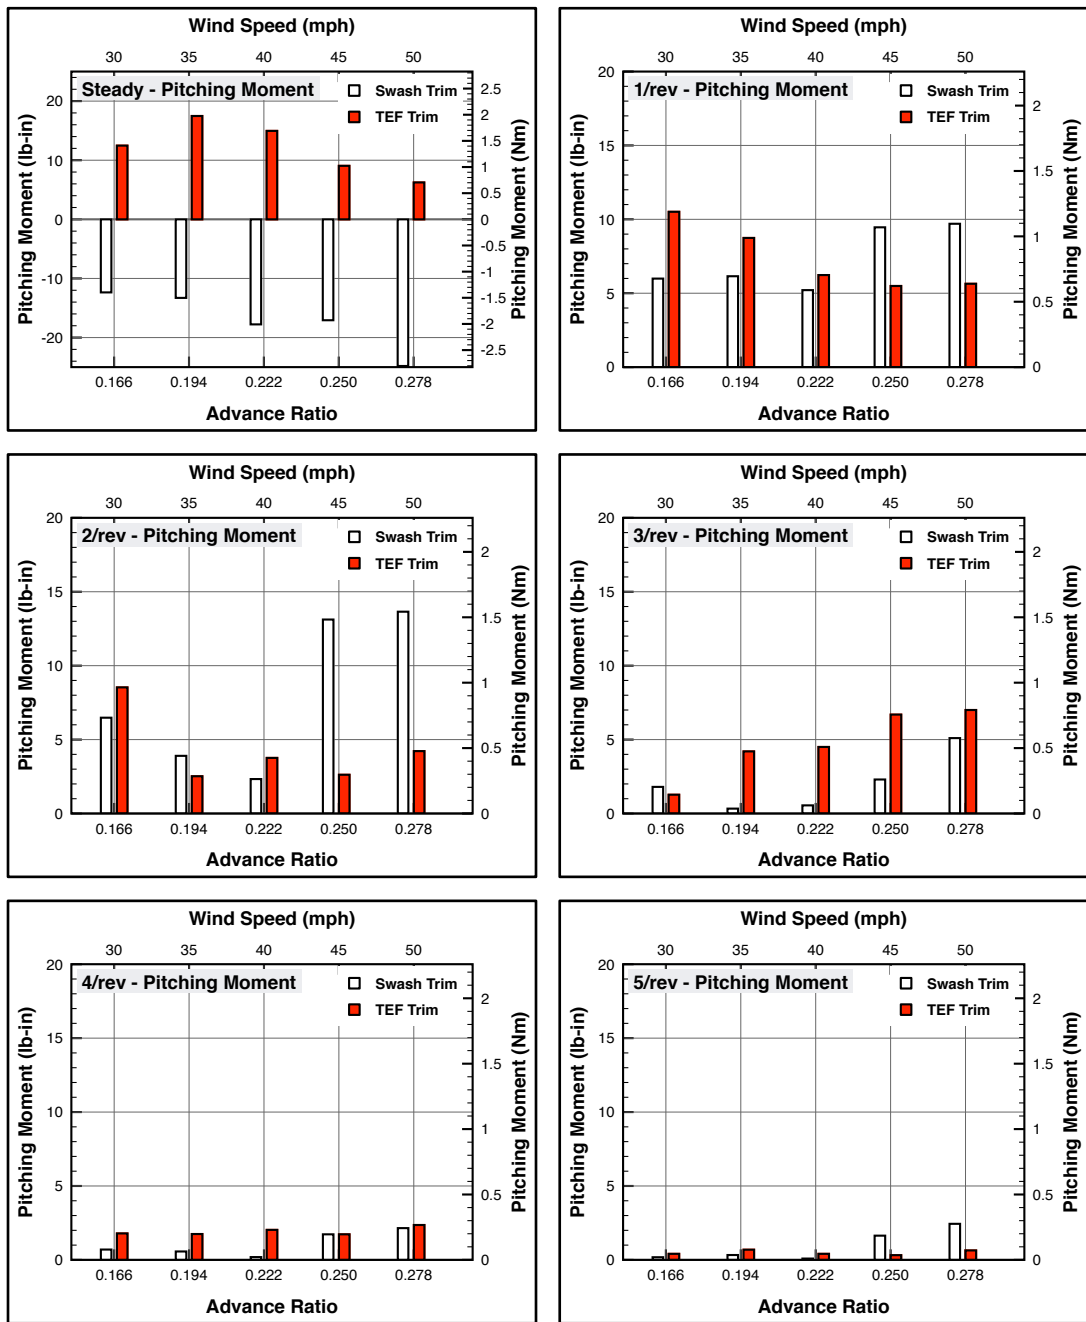 Wind Speed (mph)
30 35 40 45 50
Steady - Pitching Moment
Swash Trim
TEF Trim
Pitching Moment (lb-in)
20
10
0
-10
-20
Pitching Moment (Nm)
2.5
2
1.5
1
0.5
0
-0.5
-1
-1.5
-2
-2.5
0.166 0.194 0.222 0.250 0.278
Advance Ratio
Wind Speed (mph)
30 35 40 45 50
1/rev - Pitching Moment
Swash Trim
TEF Trim
Pitching Moment (lb-in)
20
15
10
5
0
Pitching Moment (Nm)
2
1.5
1
0.5
0
0.166 0.194 0.222 0.250 0.278
Advance Ratio
Wind Speed (mph)
30 35 40 45 50
2/rev - Pitching Moment
Swash Trim
TEF Trim
Pitching Moment (lb-in)
20
15
10
5
0
Pitching Moment (Nm)
2
1.5
1
0.5
0
0.166 0.194 0.222 0.250 0.278
Advance Ratio
Wind Speed (mph)
30 35 40 45 50
3/rev - Pitching Moment
Swash Trim
TEF Trim
Pitching Moment (lb-in)
20
15
10
5
0
Pitching Moment (Nm)
2
1.5
1
0.5
0
0.166 0.194 0.222 0.250 0.278
Advance Ratio
Wind Speed (mph)
30 35 40 45 50
4/rev - Pitching Moment
Swash Trim
TEF Trim
Pitching Moment (lb-in)
20
15
10
5
0
Pitching Moment (Nm)
2
1.5
1
0.5
0
0.166 0.194 0.222 0.250 0.278
Advance Ratio
Wind Speed (mph)
30 35 40 45 50
5/rev - Pitching Moment
Swash Trim
TEF Trim
Pitching Moment (lb-in)
20
15
10
5
0
Pitching Moment (Nm)
2
1.5
1
0.5
0
0.166 0.194 0.222 0.250 0.278
Advance Ratio